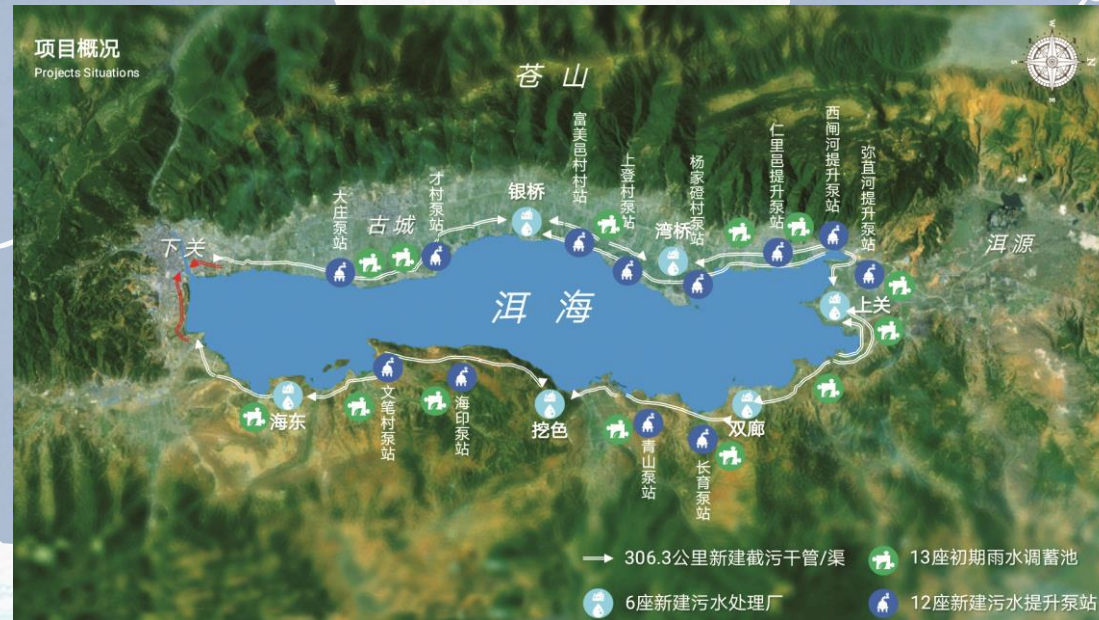 项目概况
Projects Situations
苍山
W
N
S
E
大庄泵站
古城
才村泵站
银桥
富美邑村村站
上登村泵站
湾桥
杨家磴村泵站
仁里邑提升泵站
西闸河提升泵站
弥苴河提升泵站
洱源
下关
洱海
上关
海东
文笔村泵站
海印泵站
挖色
青山泵站
长育泵站
双廊
306.3公里新建截污干管/渠
13座初期雨水调蓄池
6座新建污水处理厂
12座新建污水提升泵站